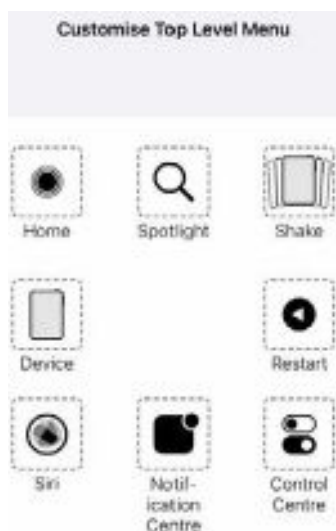 Customise Top Level Menu
Home Spotlight Shake
Device Restart
Siri Notif-
ication
Centre Control
Centre